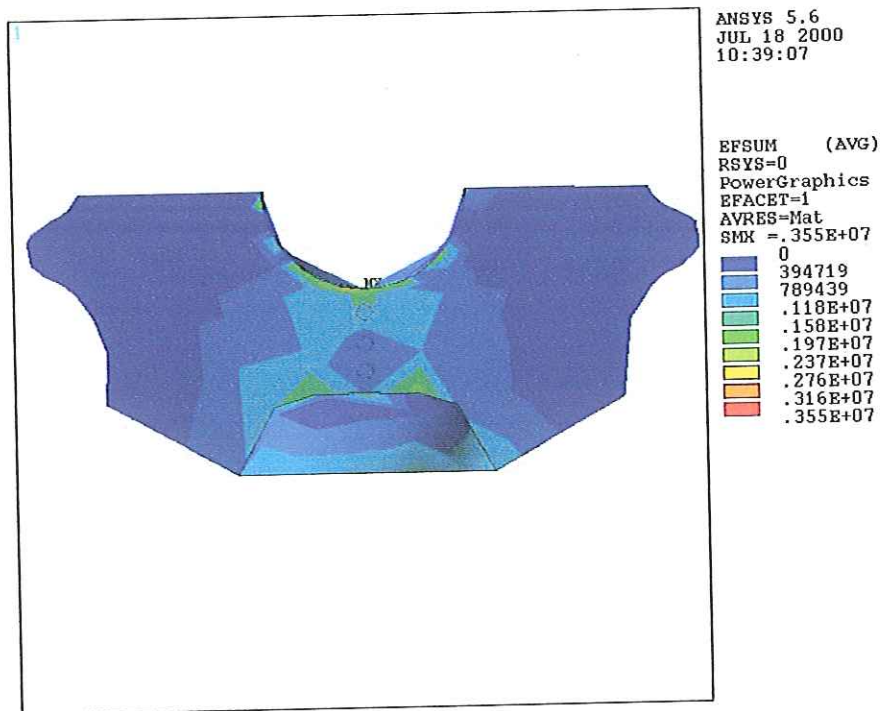 1
ANSYS 5.6
JUL 18 2000
10:39:07
EFSUM (AVG)
RSYS=0
PowerGraphics
EFACET=1
AVRES=Mat
SMX =.355E+07
0
394719
789439
.118E+07
.158E+07
.197E+07
.237E+07
.276E+07
.316E+07
.355E+07
MX